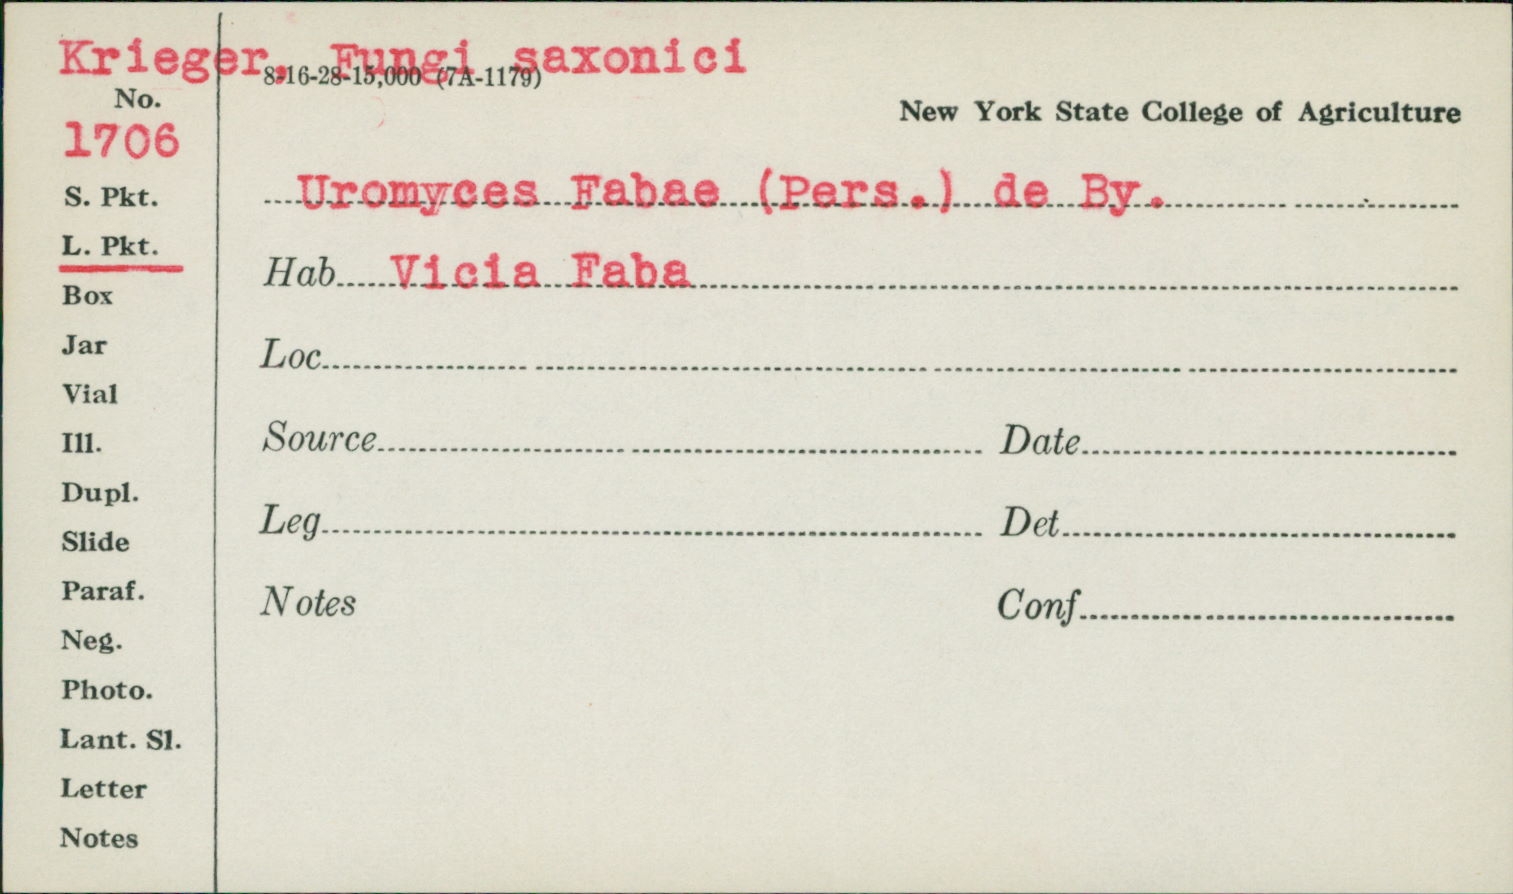 Krieger, Fungi saxonici
8-16-28-15,000 (7A-1179)
No.
New York State College of Agriculture
1706
S. Pkt.
Uromyces Fabae (Pers.) de By.
L. Pkt.
Hab Vicia Faba
Box
Jar
Loc
Vial
Ill.
Source Date
Dupl.
Leg Det
Slide
Paraf.
Notes Conf
Neg.
Photo.
Lant. Sl.
Letter
Notes